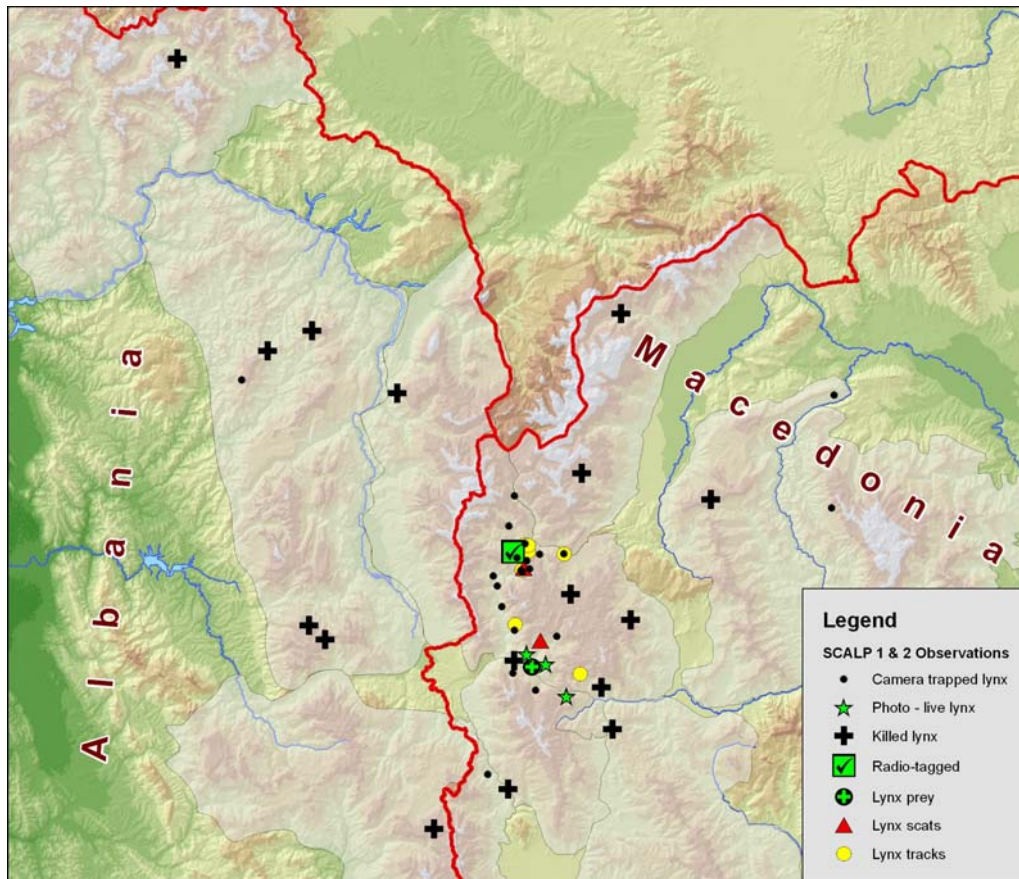 Albania
Macedonia
Legend
SCALP 1 & 2 Observations
Camera trapped lynx
Photo - live lynx
Killed lynx
Radio-tagged
Lynx prey
Lynx scats
Lynx tracks